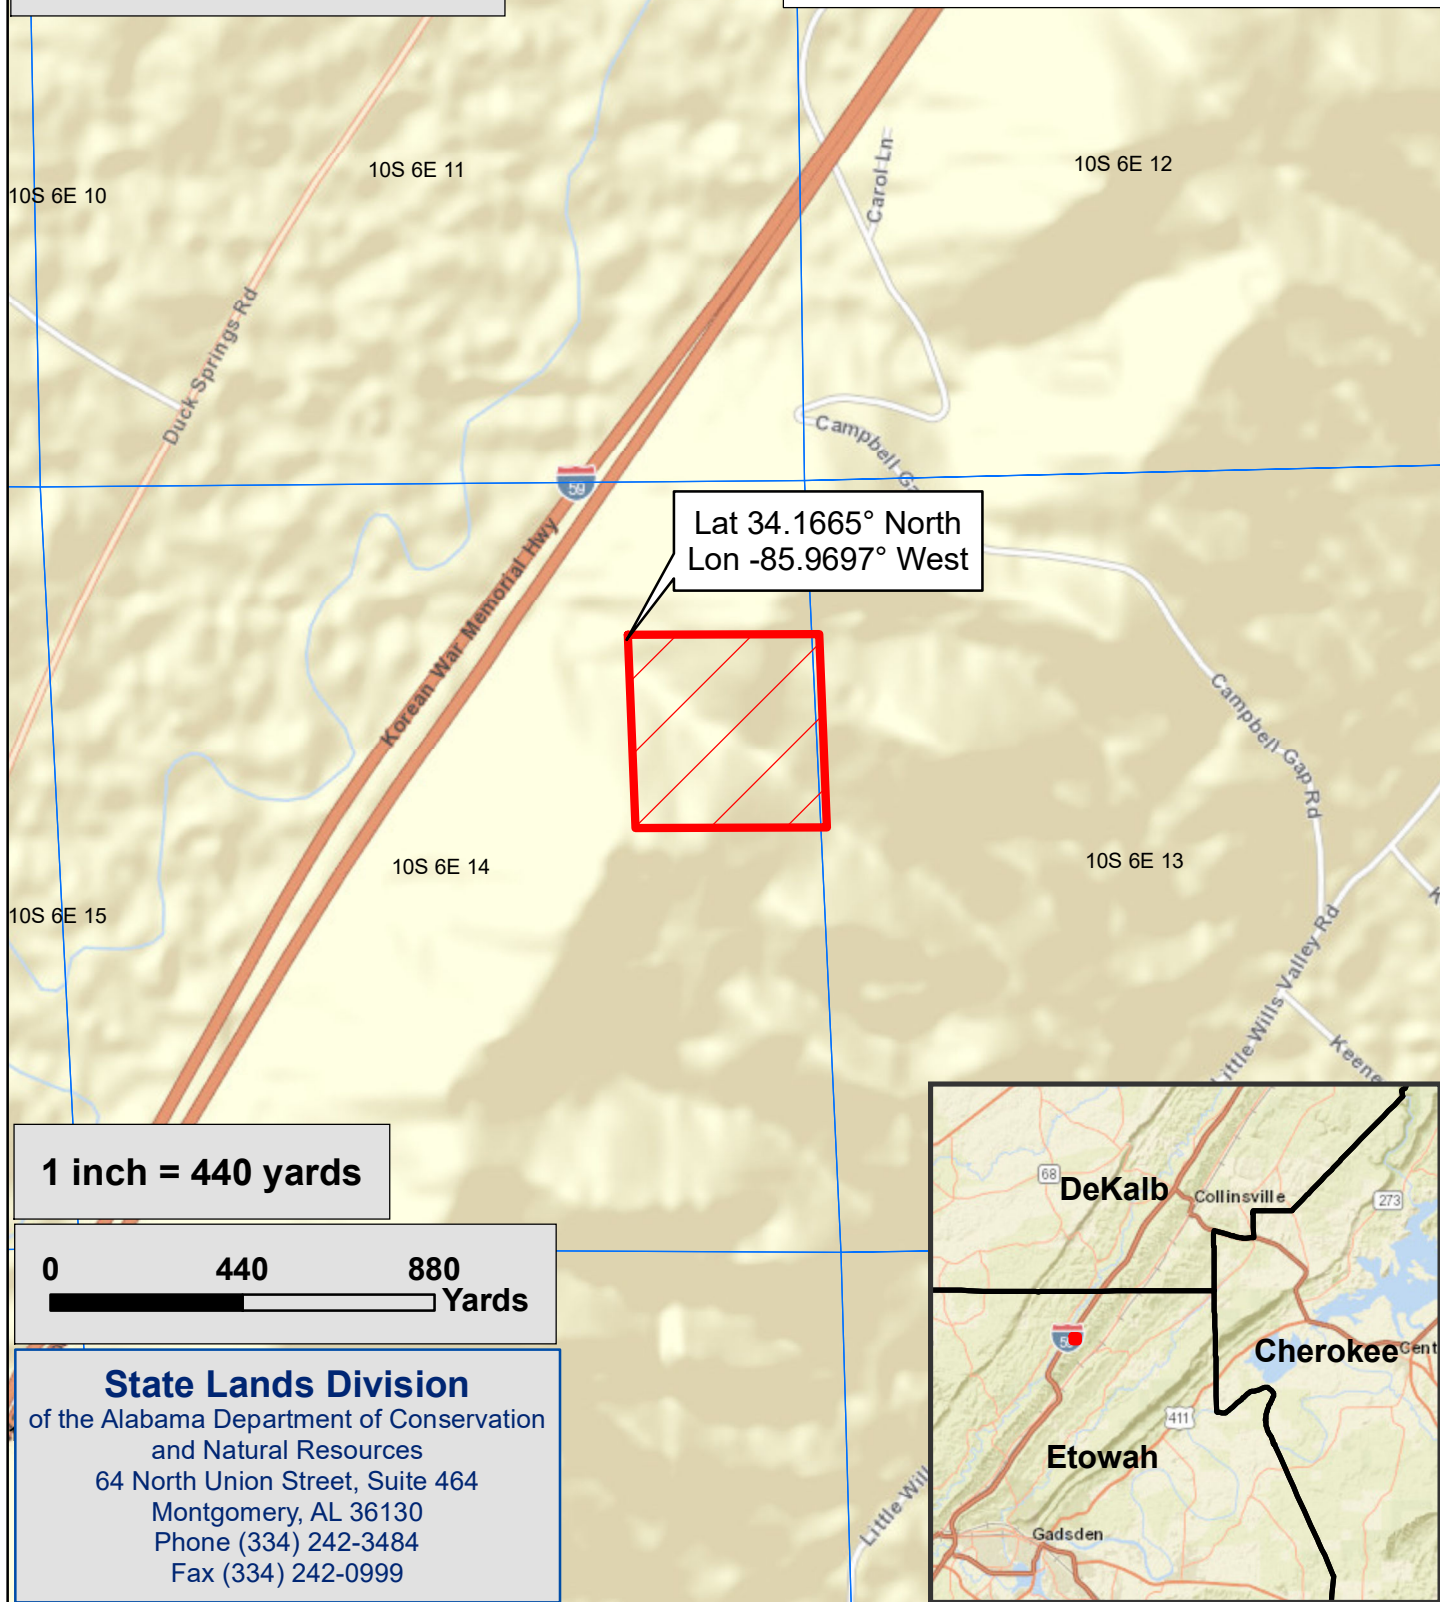 10S 6E 11
10S 6E 12
10S 6E 10
Carol Ln
Duck Springs Rd
Campbell
59
Lat 34.1665° North
Lon -85.9697° West
Korean War Memorial Hwy
Campbell Gap Rd
10S 6E 14
10S 6E 13
10S 6E 15
Little Wills Valley Rd
Keene
1 inch = 440 yards
0 440 880
Yards
State Lands Division
of the Alabama Department of Conservation
and Natural Resources
64 North Union Street, Suite 464
Montgomery, AL 36130
Phone (334) 242-3484
Fax (334) 242-0999
Little Will
68
DeKalb
Collinsville
273
Cherokee
Cent
411
Etowah
Gadsden